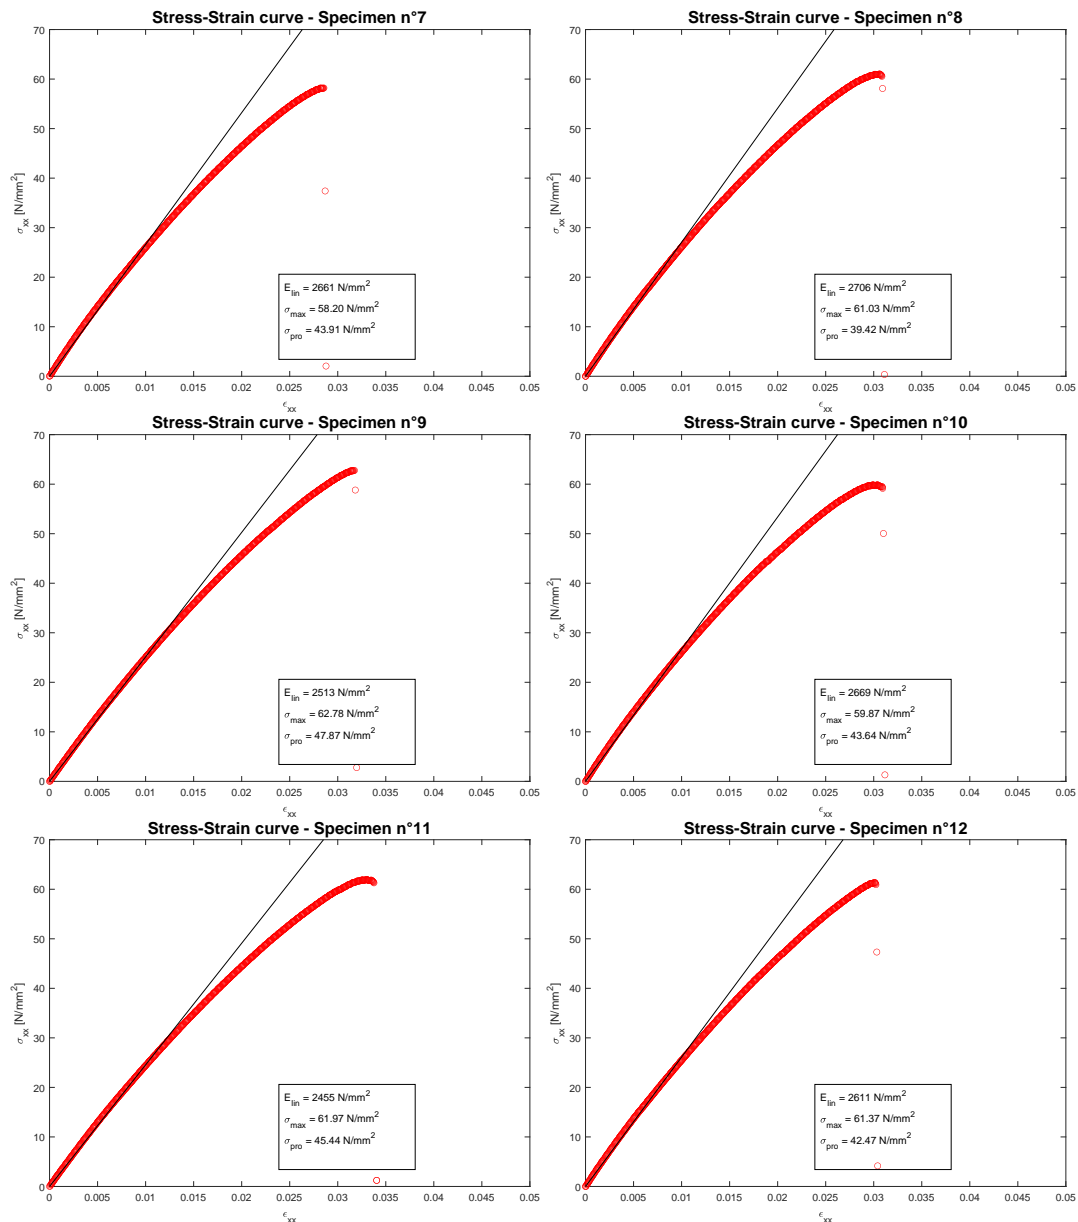 Stress-Strain curve - Specimen n°7
70
60
50
40
30
20
10
0
σxx [N/mm²]
Elin = 2661 N/mm²
σmax = 58.20 N/mm²
σpro = 43.91 N/mm²
0 0.005 0.01 0.015 0.02 0.025 0.03 0.035 0.04 0.045 0.05
ϵxx
Stress-Strain curve - Specimen n°8
70
60
50
40
30
20
10
0
σxx [N/mm²]
Elin = 2706 N/mm²
σmax = 61.03 N/mm²
σpro = 39.42 N/mm²
0 0.005 0.01 0.015 0.02 0.025 0.03 0.035 0.04 0.045 0.05
ϵxx
Stress-Strain curve - Specimen n°9
70
60
50
40
30
20
10
0
σxx [N/mm²]
Elin = 2513 N/mm²
σmax = 62.78 N/mm²
σpro = 47.87 N/mm²
0 0.005 0.01 0.015 0.02 0.025 0.03 0.035 0.04 0.045 0.05
ϵxx
Stress-Strain curve - Specimen n°10
70
60
50
40
30
20
10
0
σxx [N/mm²]
Elin = 2669 N/mm²
σmax = 59.87 N/mm²
σpro = 43.64 N/mm²
0 0.005 0.01 0.015 0.02 0.025 0.03 0.035 0.04 0.045 0.05
ϵxx
Stress-Strain curve - Specimen n°11
70
60
50
40
30
20
10
0
σxx [N/mm²]
Elin = 2455 N/mm²
σmax = 61.97 N/mm²
σpro = 45.44 N/mm²
0 0.005 0.01 0.015 0.02 0.025 0.03 0.035 0.04 0.045 0.05
ϵxx
Stress-Strain curve - Specimen n°12
70
60
50
40
30
20
10
0
σxx [N/mm²]
Elin = 2611 N/mm²
σmax = 61.37 N/mm²
σpro = 42.47 N/mm²
0 0.005 0.01 0.015 0.02 0.025 0.03 0.035 0.04 0.045 0.05
ϵxx